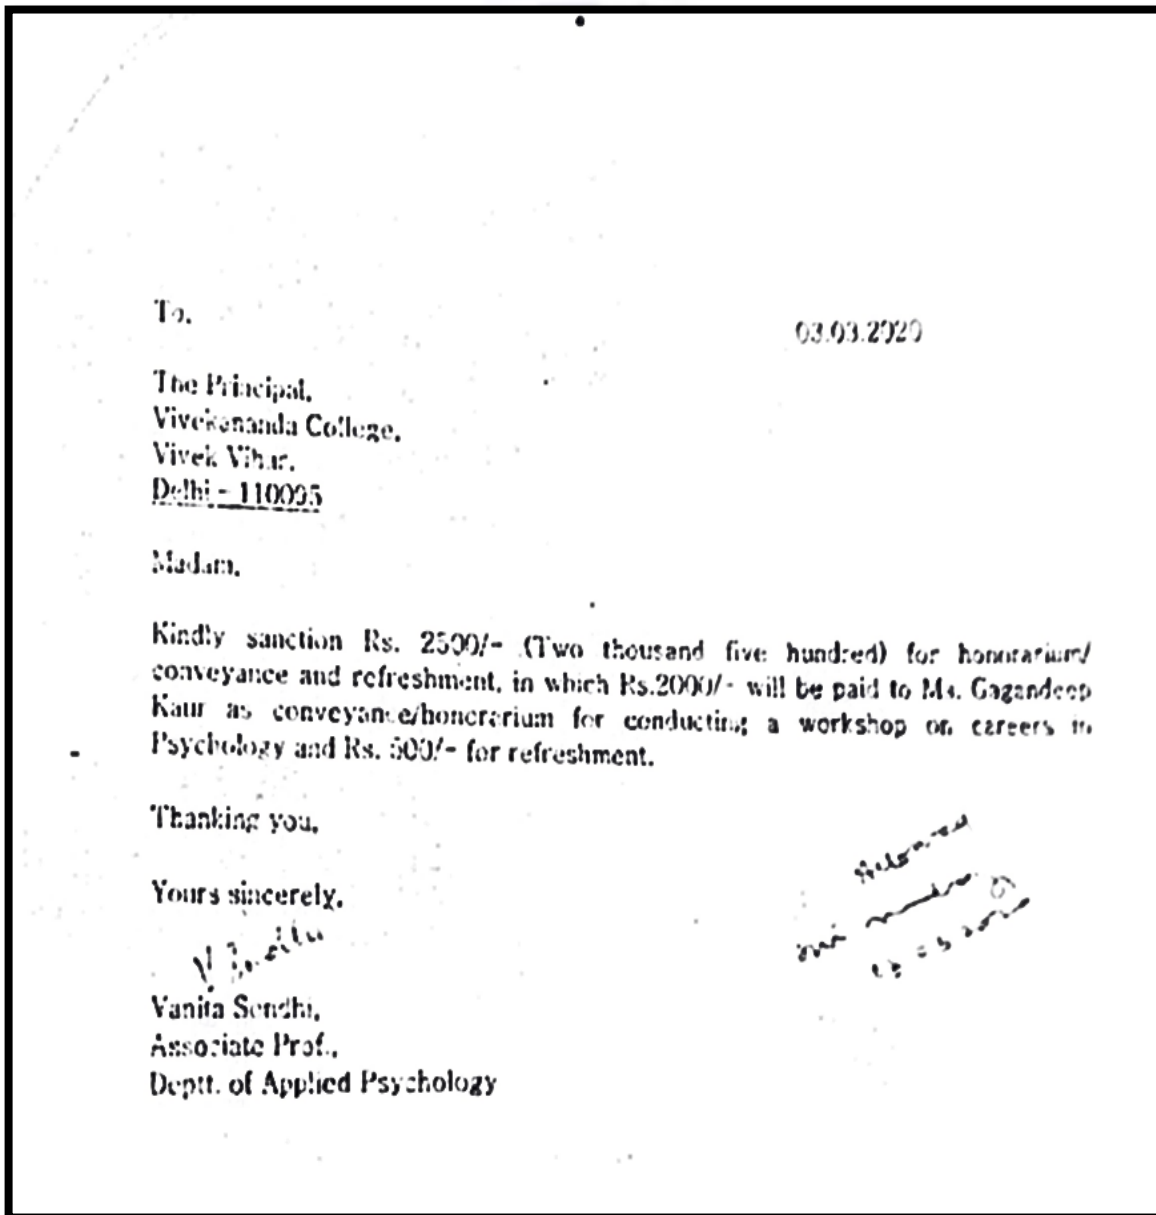 To,
03.03.2020
The Principal,
Vivekananda College,
Vivek Vihar,
Delhi - 110095
Madam,
Kindly sanction Rs. 2500/- (Two thousand five hundred) for honorarium/
conveyance and refreshment, in which Rs.2000/- will be paid to Ms. Gagandeep
Kaur as conveyance/honorarium for conducting a workshop on careers in
Psychology and Rs. 500/- for refreshment.
Thanking you,
Yours sincerely,
Vanita Sondhi,
Associate Prof.,
Deptt. of Applied Psychology